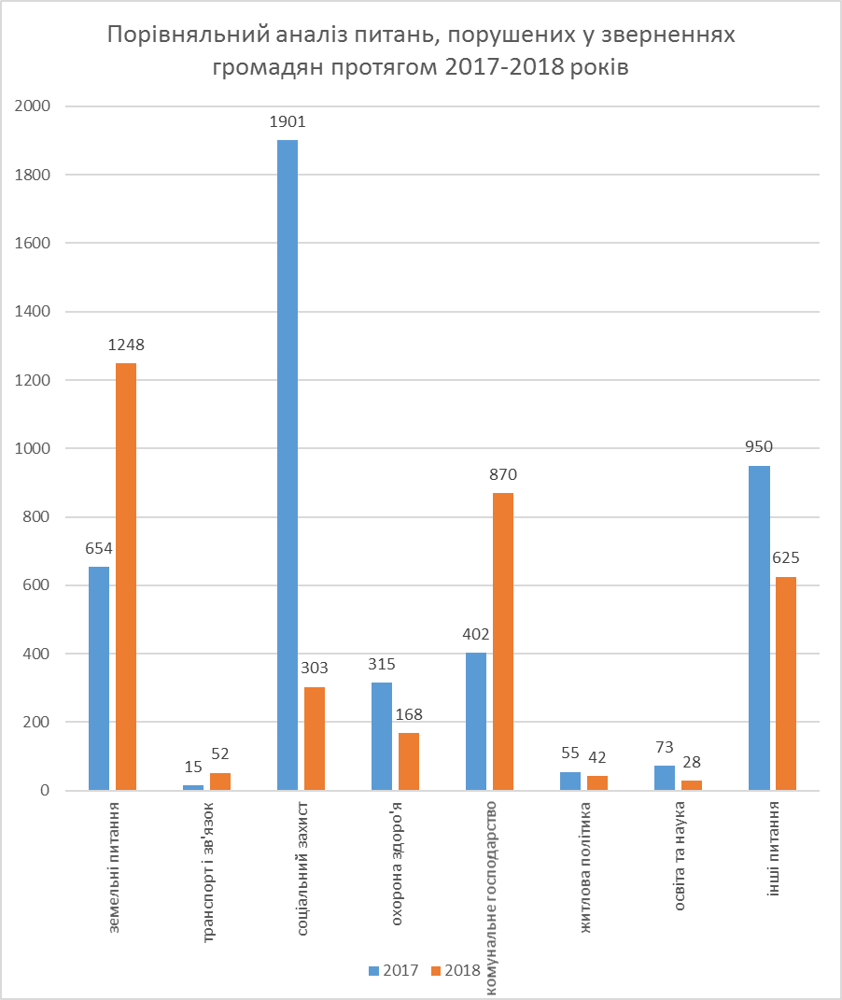 Порівняльний аналіз питань, порушених у зверненнях
громадян протягом 2017-2018 років
2000
1800
1600
1400
1200
1000
800
600
400
200
0
654
1248
15
52
1901
303
315
168
402
870
55
42
73
28
950
625
земельні питання
транспорт і зв'язок
соціальний захист
охорона здоро'я
комунальне господарство
житлова політика
освіта та наука
інші питання
2017
2018